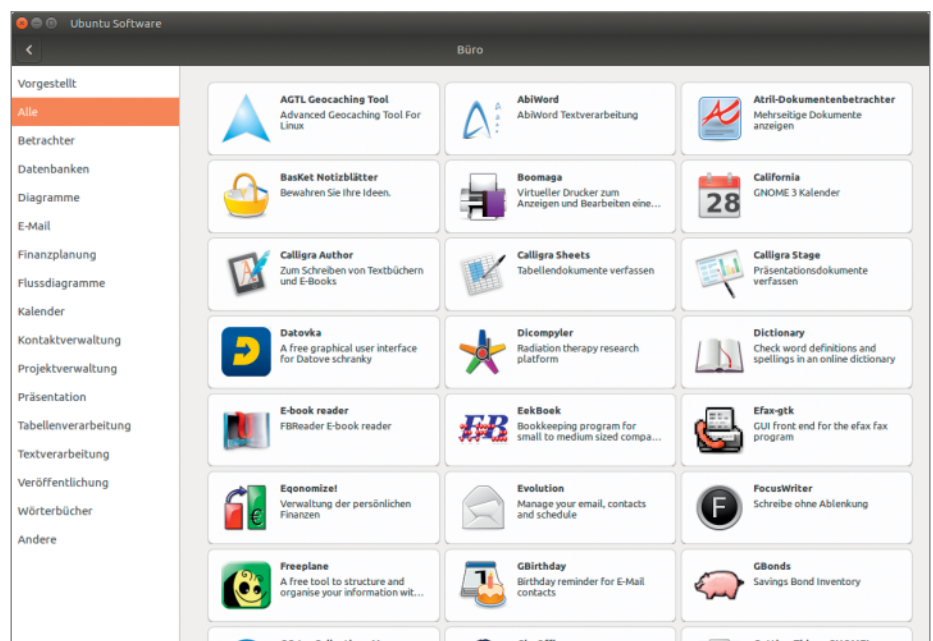 Ubuntu Software
Büro
Vorgestellt
Alle
Betrachter
Datenbanken
Diagramme
E-Mail
Finanzplanung
Flussdiagramme
Kalender
Kontaktverwaltung
Projektverwaltung
Präsentation
Tabellenverarbeitung
Textverarbeitung
Veröffentlichung
Wörterbücher
Andere
AGTL Geocaching Tool
Advanced Geocaching Tool For
Linux
AbiWord
AbiWord Textverarbeitung
Atril-Dokumentenbetrachter
Mehrseitige Dokumente
anzeigen
BasKet Notizblätter
Bewahren Sie Ihre Ideen.
Boomaga
Virtueller Drucker zum
Anzeigen und Bearbeiten eine...
California
GNOME 3 Kalender
28
Calligra Author
Zum Schreiben von Textbüchern
und E-Books
Calligra Sheets
Tabellendokumente verfassen
Calligra Stage
Präsentationsdokumente
verfassen
Datovka
A free graphical user interface
for Datove schranky
Dicompyler
Radiation therapy research
platform
Dictionary
Check word definitions and
spellings in an online dictionary
E-book reader
FBReader E-book reader
EekBoek
Bookkeeping program for
small to medium sized compa...
EB
Efax-gtk
GUI front end for the efax fax
program
Eqonomize!
Verwaltung der persönlichen
Finanzen
€
Evolution
Manage your email, contacts
and schedule
FocusWriter
Schreibe ohne Ablenkung
F
Freeplane
A free tool to structure and
organise your information wit...
GBirthday
Birthday reminder for E-Mail
contacts
1
GBonds
Savings Bond Inventory